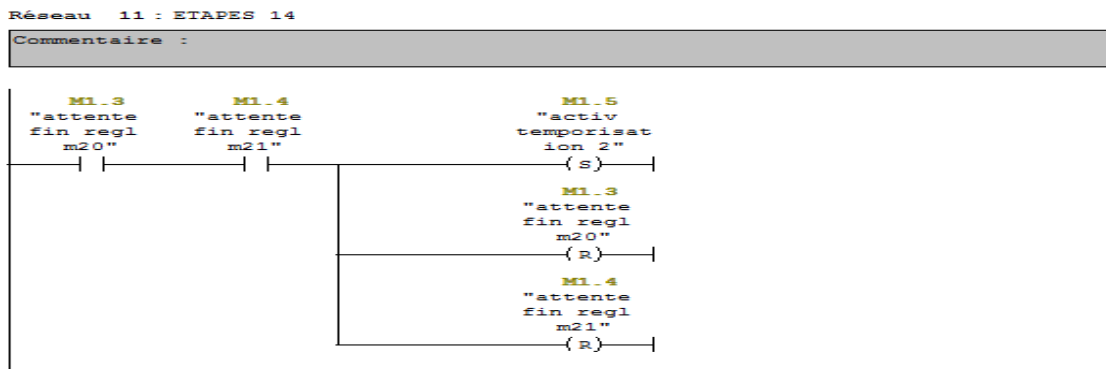 Réseau 11 : ETAPES 14
Commentaire :
M1.3 M1.4 M1.5
"attente "attente "activ
fin regl fin regl temporisat
m20" m21" ion 2"
S
M1.3
"attente
fin regl
m20"
R
M1.4
"attente
fin regl
m21"
R